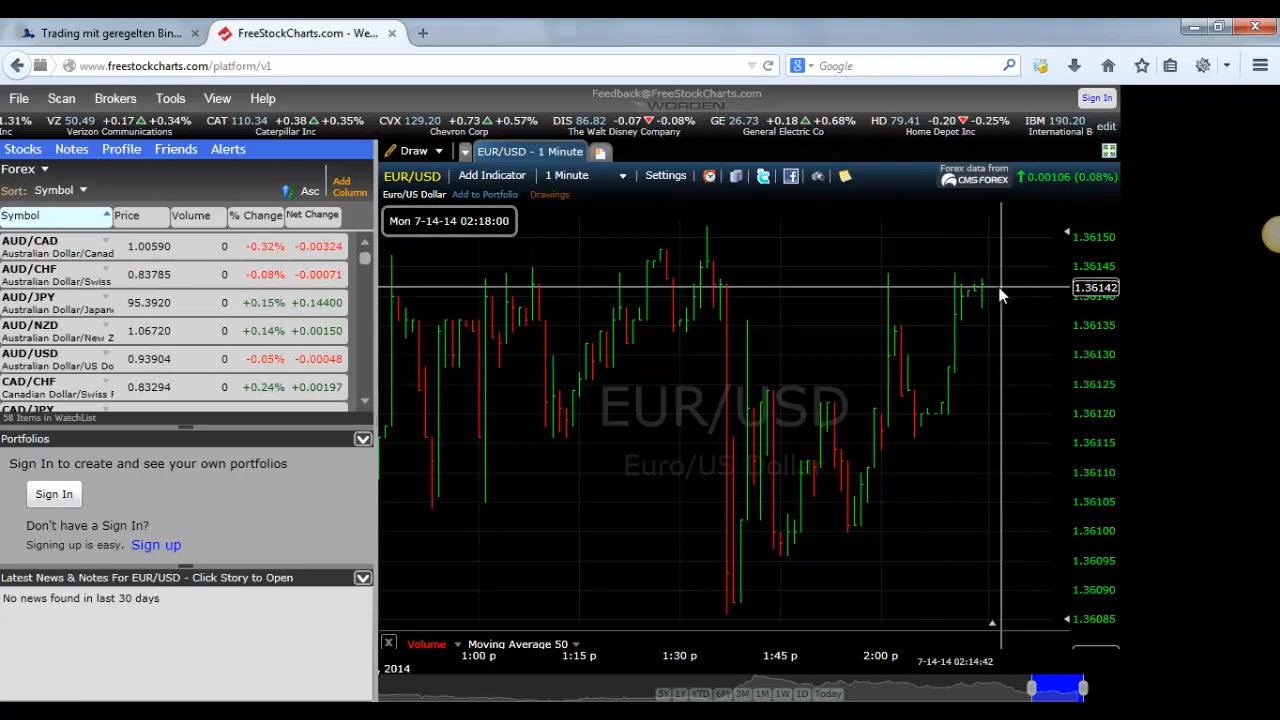 Trading mit geregelten Bin...
FreeStockCharts.com - We...
www.freestockcharts.com/platform/v1
Google
File Scan Brokers Tools View Help
Feedback@FreeStockCharts.com
WORDEN
Sign In
1.31% VZ 50.49 +0.17 +0.34% CAT 110.34 +0.38 +0.35% CVX 129.20 +0.73 +0.57% DIS 86.82 -0.07 -0.08% GE 26.73 +0.18 +0.68% HD 79.41 -0.20 -0.25% IBM 190.20
Inc Verizon Communications Caterpillar Inc Chevron Corp The Walt Disney Company General Electric Co Home Depot Inc International B edit
Stocks Notes Profile Friends Alerts
Draw
EUR/USD - 1 Minute
Forex
Sort: Symbol
Asc
Add
Column
EUR/USD Add Indicator 1 Minute Settings
Forex data from
CMS FOREX
0.00106 (0.08%)
Euro/US Dollar Add to Portfolio Drawings
Symbol Price Volume % Change Net Change
Mon 7-14-14 02:18:00
AUD/CAD 1.00590 0 -0.32% -0.00324
Australian Dollar/Canad
AUD/CHF 0.83785 0 -0.08% -0.00071
Australian Dollar/Swiss
AUD/JPY 95.3920 0 +0.15% +0.14400
Australian Dollar/Japan
AUD/NZD 1.06720 0 +0.14% +0.00150
Australian Dollar/New Z
AUD/USD 0.93904 0 -0.05% -0.00048
Australian Dollar/US Do
CAD/CHF 0.83294 0 +0.24% +0.00197
Canadian Dollar/Swiss F
CAD/JPY
58 Items in WatchList
Portfolios
Sign In to create and see your own portfolios
Sign In
Don't have a Sign In?
Signing up is easy. Sign up
Latest News & Notes For EUR/USD - Click Story to Open
No news found in last 30 days
EUR/USD
Euro/US Dollar
1.36150
1.36145
1.36142
1.36140
1.36135
1.36130
1.36125
1.36120
1.36115
1.36110
1.36105
1.36100
1.36095
1.36090
1.36085
Volume Moving Average 50
1:00 p 1:15 p 1:30 p 1:45 p 2:00 p 7-14-14 02:14:42
, 2014
5Y 1Y YTD 6M 3M 1M 1W 1D Today